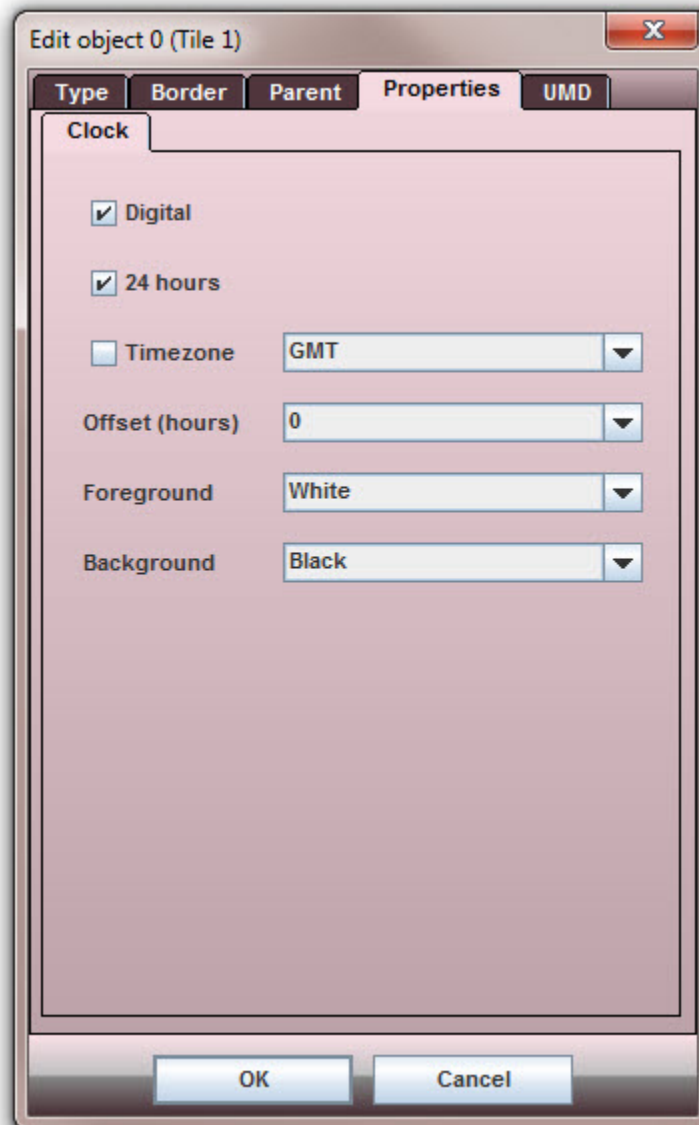 Edit object 0 (Tile 1)
Type Border Parent Properties UMD
Clock
Digital
24 hours
Timezone GMT
Offset (hours) 0
Foreground White
Background Black
OK Cancel